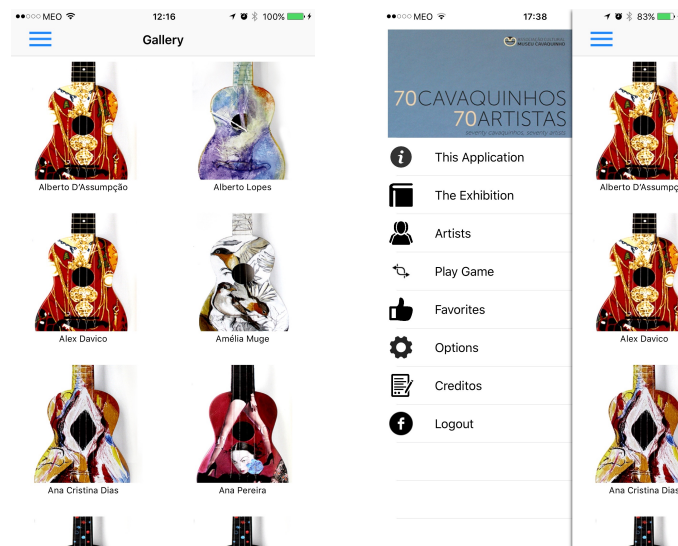 MEO 12:16 100%
Gallery
Alberto D'Assumpção Alberto Lopes
Alex Davico Amélia Muge
Ana Cristina Dias Ana Pereira
MEO 17:38 83%
MUSEU CAVAQUINHO
70CAVAQUINHOS
70ARTISTAS
seventy cavaquinhos, seventy artists
This Application
The Exhibition
Artists
Play Game
Favorites
Options
Creditos
Logout
Alberto D'Assumpç
Alex Davico
Ana Cristina Dias